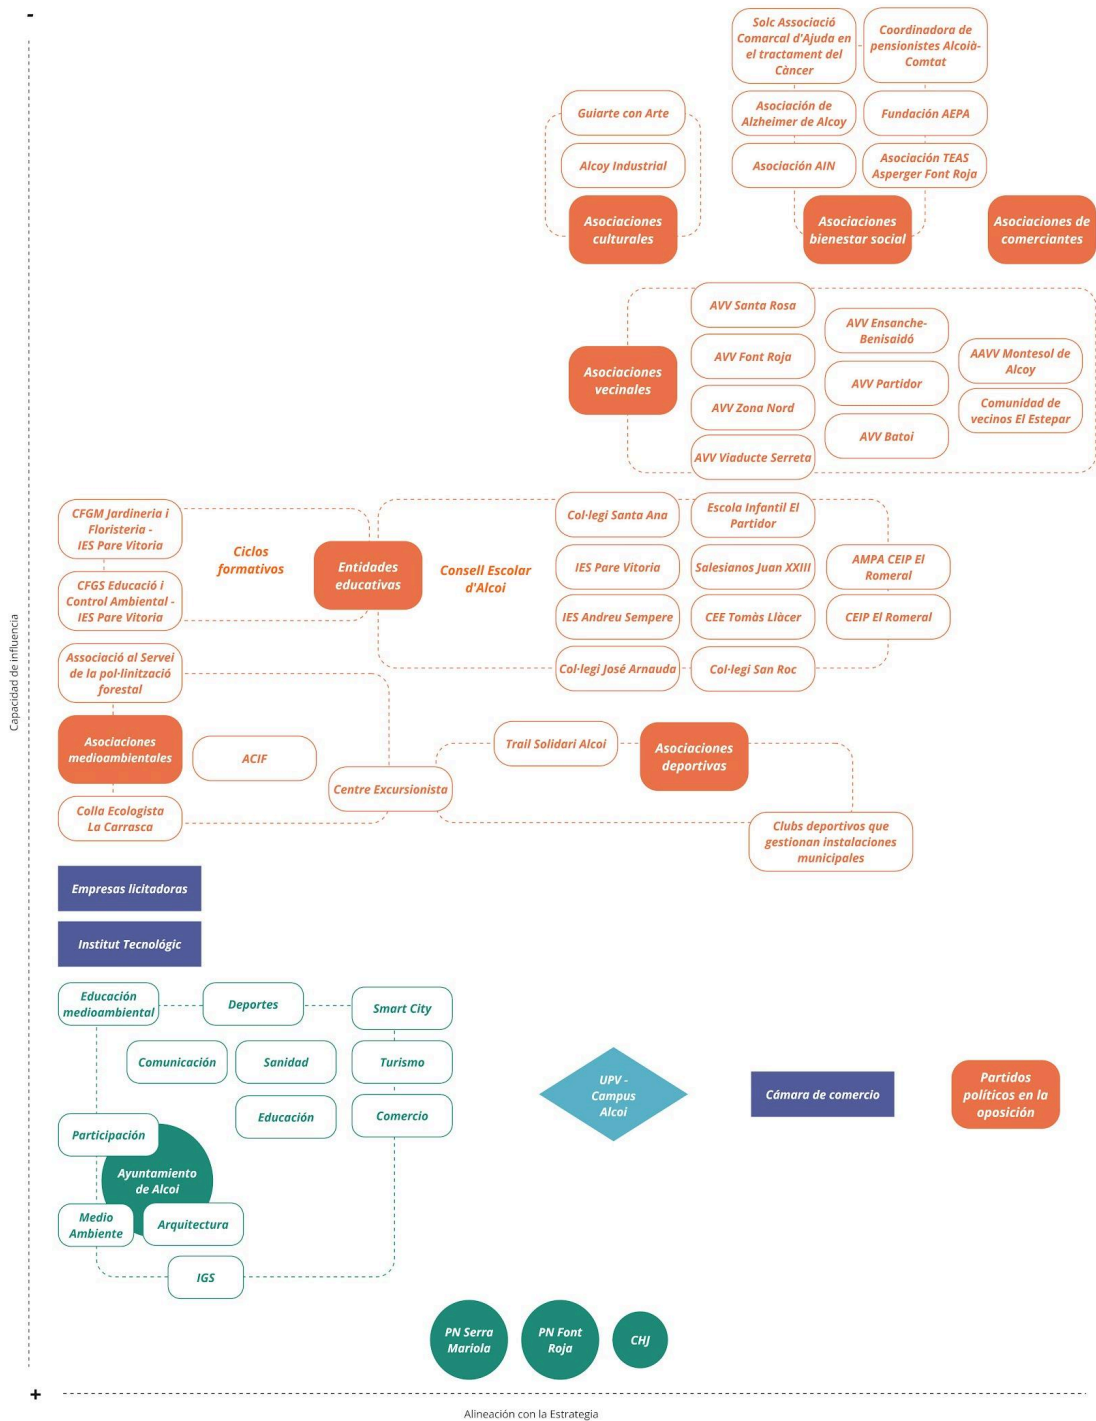 -
Solc Associació
Comarcal d'Ajuda en
el tractament del
Càncer
Coordinadora de
pensionistes Alcoià-
Comtat
Guiarte con Arte
Asociación de
Alzheimer de Alcoy
Fundación AEPA
Alcoy Industrial
Asociación AIN
Asociación TEAS
Asperger Font Roja
Asociaciones
culturales
Asociaciones
bienestar social
Asociaciones de
comerciantes
AVV Santa Rosa
AVV Ensanche-
Benisaidó
AVV Font Roja
AAVV Montesol de
Alcoy
Asociaciones
vecinales
AVV Partidor
AVV Zona Nord
Comunidad de
vecinos El Estepar
AVV Batoi
AVV Viaducte Serreta
CFGM Jardineria i
Floristeria -
IES Pare Vitoria
Ciclos
formativos
Entidades
educativas
Consell Escolar
d'Alcoi
Col·legi Santa Ana
Escola Infantil El
Partidor
IES Pare Vitoria
Salesianos Juan XXIII
AMPA CEIP El
Romeral
CFGS Educació i
Control Ambiental -
IES Pare Vitoria
IES Andreu Sempere
CEE Tomàs Llàcer
CEIP El Romeral
Col·legi José Arnauda
Col·legi San Roc
Associació al Servei
de la pol·linització
forestal
Capacidad de influencia
Asociaciones
medioambientales
ACIF
Trail Solidari Alcoi
Asociaciones
deportivas
Centre Excursionista
Colla Ecologista
La Carrasca
Clubs deportivos que
gestionan instalaciones
municipales
Empresas licitadoras
Institut Tecnológic
Educación
medioambiental
Deportes
Smart City
Comunicación
Sanidad
Turismo
Educación
Comercio
UPV -
Campus
Alcoi
Cámara de comercio
Partidos
políticos en la
oposición
Participación
Ayuntamiento
de Alcoi
Medio
Ambiente
Arquitectura
IGS
PN Serra
Mariola
PN Font
Roja
CHJ
+
Alineación con la Estrategia